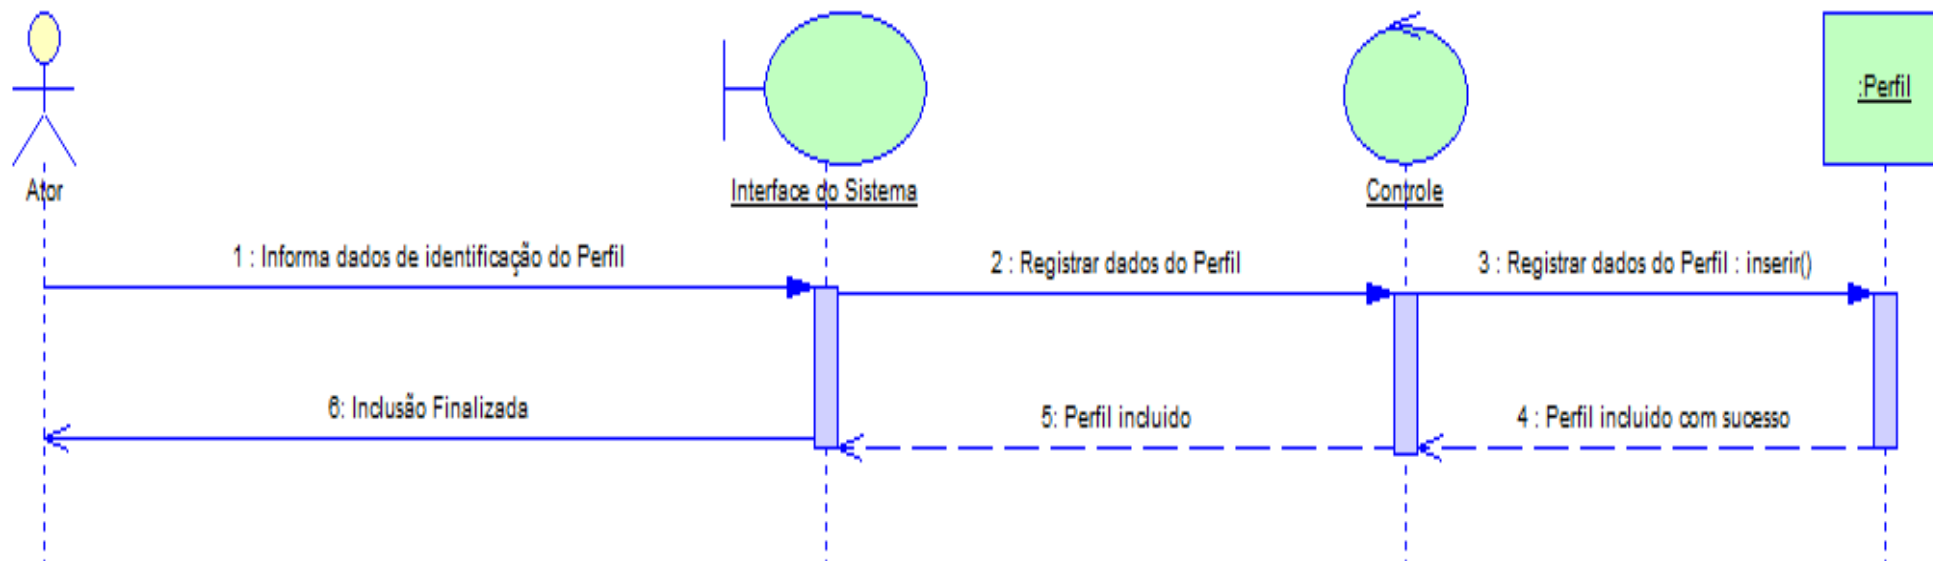 :Perfil
Ator
Interface do Sistema
Controle
1 : Informa dados de identificação do Perfil
2 : Registrar dados do Perfil
3 : Registrar dados do Perfil : inserir()
6: Inclusão Finalizada
5: Perfil incluido
4 : Perfil incluido com sucesso